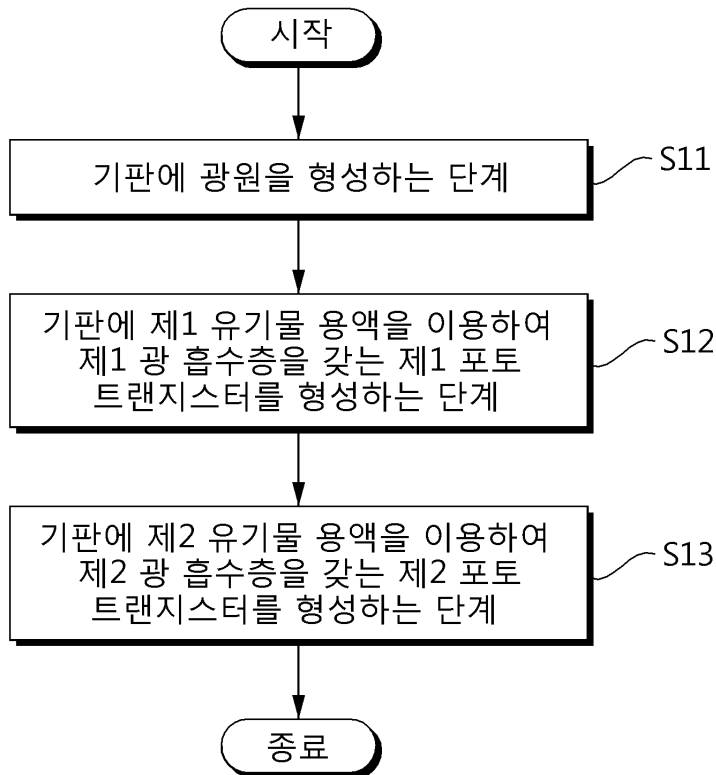 시작
기판에 광원을 형성하는 단계
S11
기판에 제1 유기물 용액을 이용하여
제1 광 흡수층을 갖는 제1 포토
트랜지스터를 형성하는 단계
S12
기판에 제2 유기물 용액을 이용하여
제2 광 흡수층을 갖는 제2 포토
트랜지스터를 형성하는 단계
S13
종료